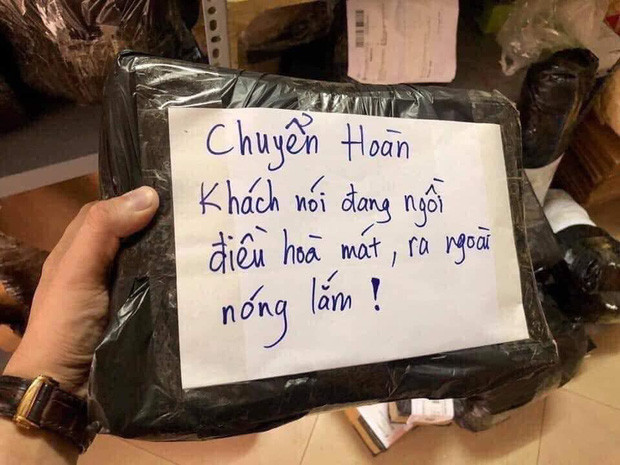 Chuyển Hoàn
Khách nói đang ngồi
điều hoà mát, ra ngoài
nóng lắm !